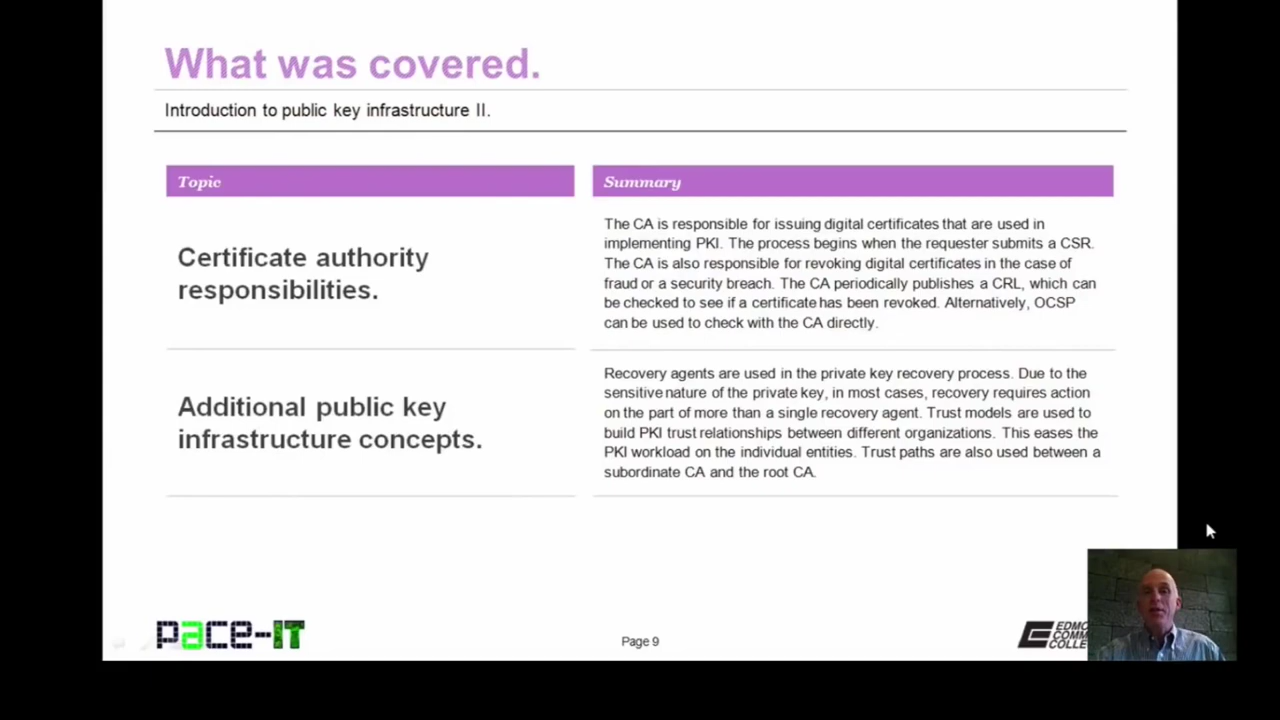 What was covered.
Introduction to public key infrastructure II.
Topic
Summary
Certificate authority
responsibilities.
The CA is responsible for issuing digital certificates that are used in
implementing PKI. The process begins when the requester submits a CSR.
The CA is also responsible for revoking digital certificates in the case of
fraud or a security breach. The CA periodically publishes a CRL, which can
be checked to see if a certificate has been revoked. Alternatively, OCSP
can be used to check with the CA directly.
Additional public key
infrastructure concepts.
Recovery agents are used in the private key recovery process. Due to the
sensitive nature of the private key, in most cases, recovery requires action
on the part of more than a single recovery agent. Trust models are used to
build PKI trust relationships between different organizations. This eases the
PKI workload on the individual entities. Trust paths are also used between a
subordinate CA and the root CA.
pace-IT
Page 9
EDMO
COMM
COLLE